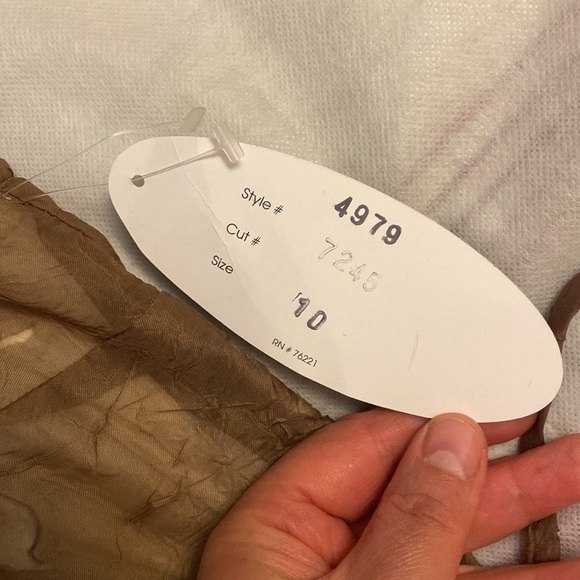 Style # 4979
Cut # 7245
Size 10
RN # 76221